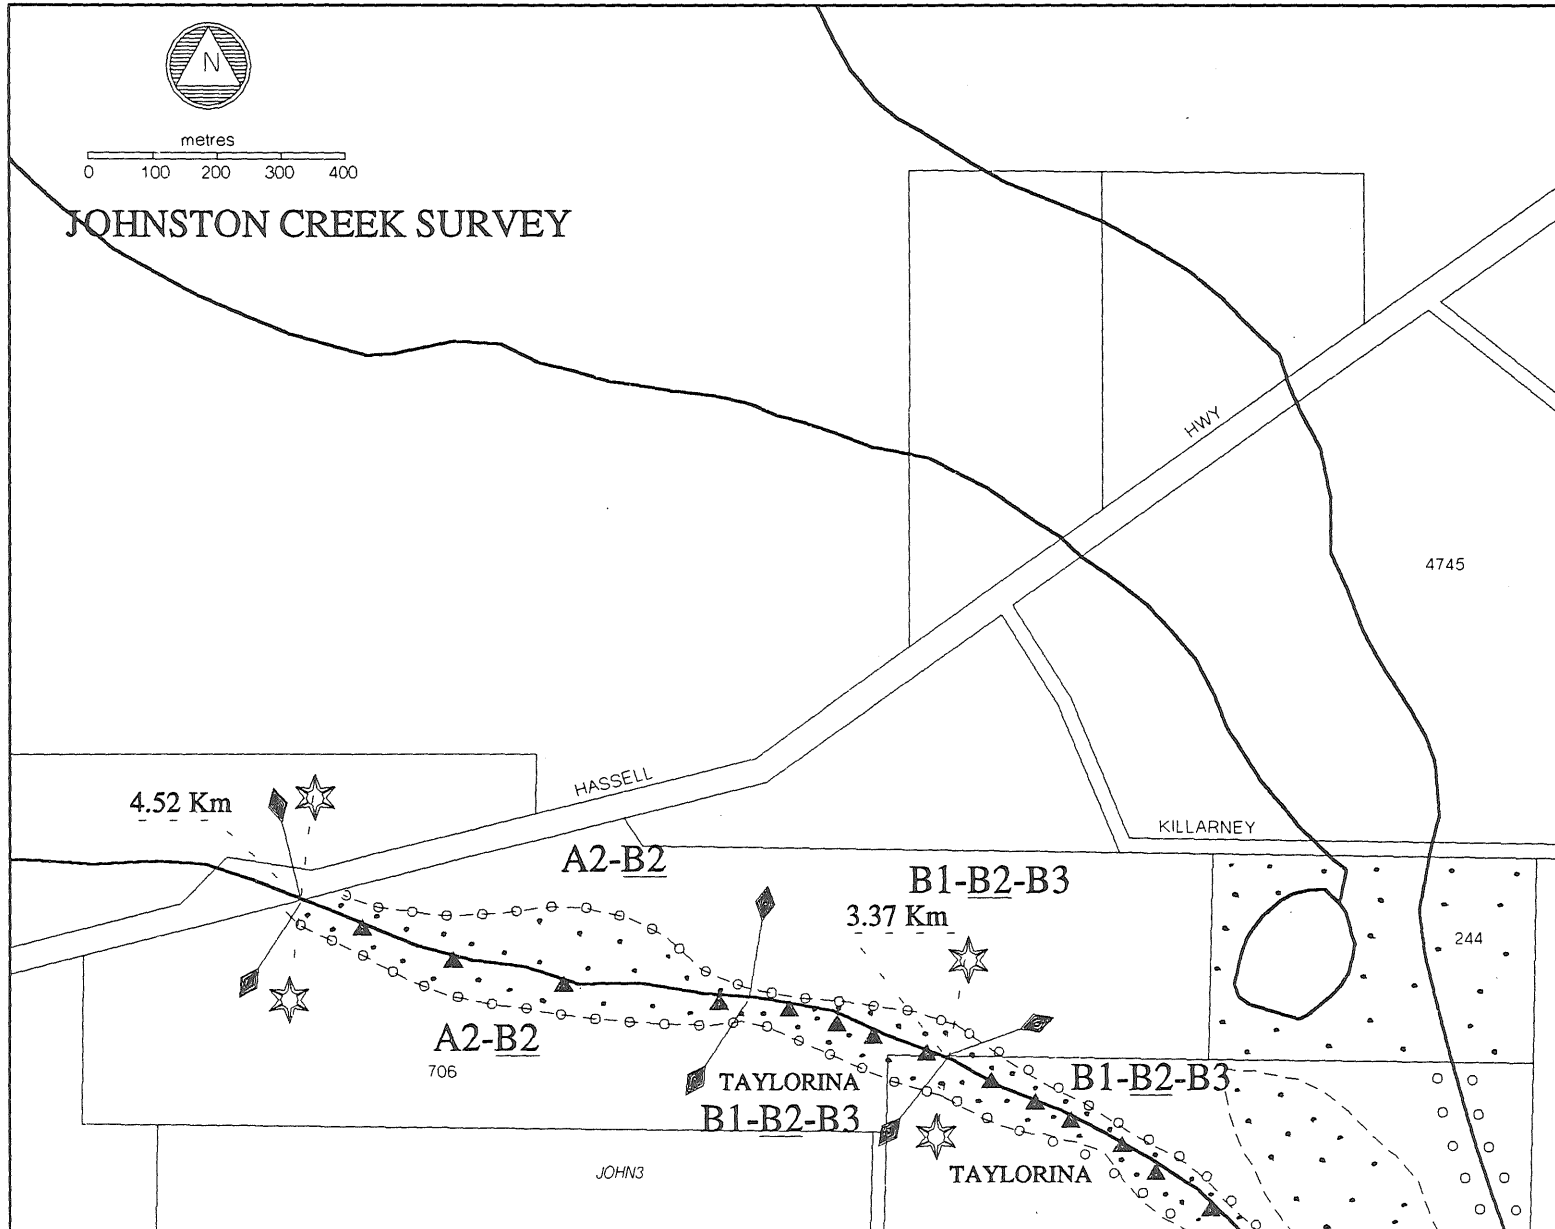 N
metres
0 100 200 300 400
JOHNSTON CREEK SURVEY
HWY
4745
HASSELL
4.52 Km
KILLARNEY
A2-B2
B1-B2-B3
3.37 Km
244
A2-B2
706
TAYLORINA
B1-B2-B3
B1-B2-B3
JOHN3
TAYLORINA